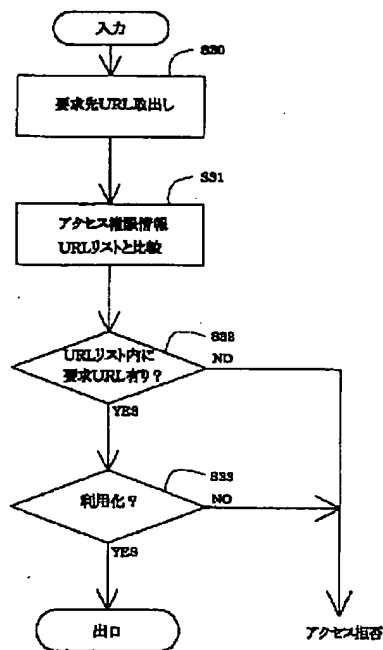 入力
S30
要求先URL取出し
S31
アクセス権限情報
URLリストと比較
S32
URLリスト内に
要求URL有り？
NO
YES
S33
利用化？
NO
YES
出口
アクセス拒否